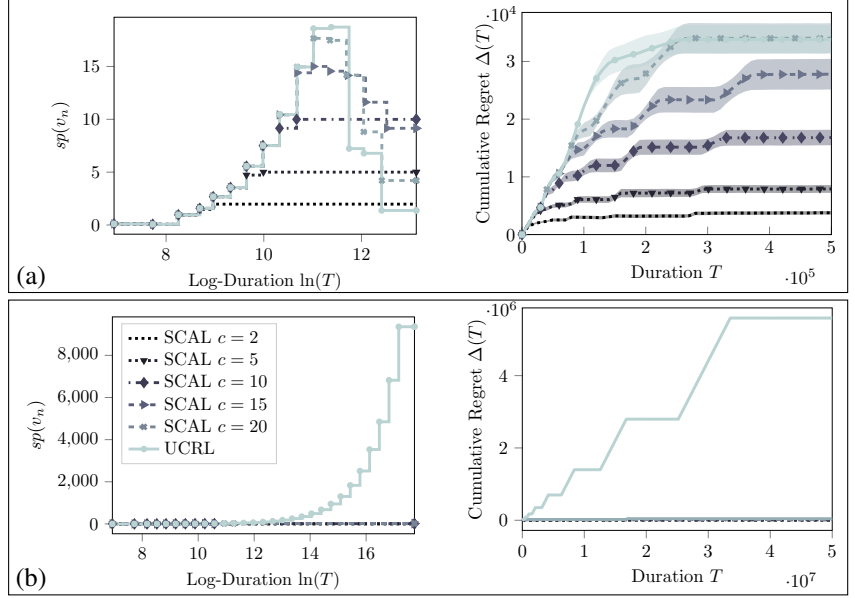 ·10⁴
15
10
5
0
sp(vₙ)
8
10
12
Log-Duration ln(T)
3
2
1
0
Cumulative Regret Δ(T)
0
1
2
3
4
5
Duration T
·10⁵
(a)
8,000
6,000
4,000
2,000
0
sp(vₙ)
SCAL c = 2
SCAL c = 5
SCAL c = 10
SCAL c = 15
SCAL c = 20
UCRL
8
10
12
14
16
Log-Duration ln(T)
·10⁶
6
4
2
0
Cumulative Regret Δ(T)
0
1
2
3
4
5
Duration T
·10⁷
(b)